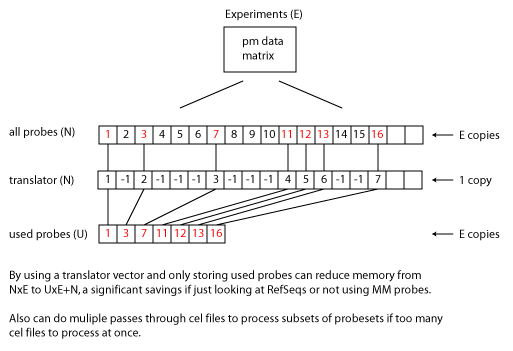 Experiments (E)
pm data
matrix
all probes (N) 1 2 3 4 5 6 7 8 9 10 11 12 13 14 15 16 E copies
translator (N) 1 -1 2 -1 -1 -1 3 -1 -1 -1 4 5 6 -1 -1 7 1 copy
used probes (U) 1 3 7 11 12 13 16 E copies
By using a translator vector and only storing used probes can reduce memory from
NxE to UxE+N, a significant savings if just looking at RefSeqs or not using MM probes.
Also can do muliple passes through cel files to process subsets of probesets if too many
cel files to process at once.